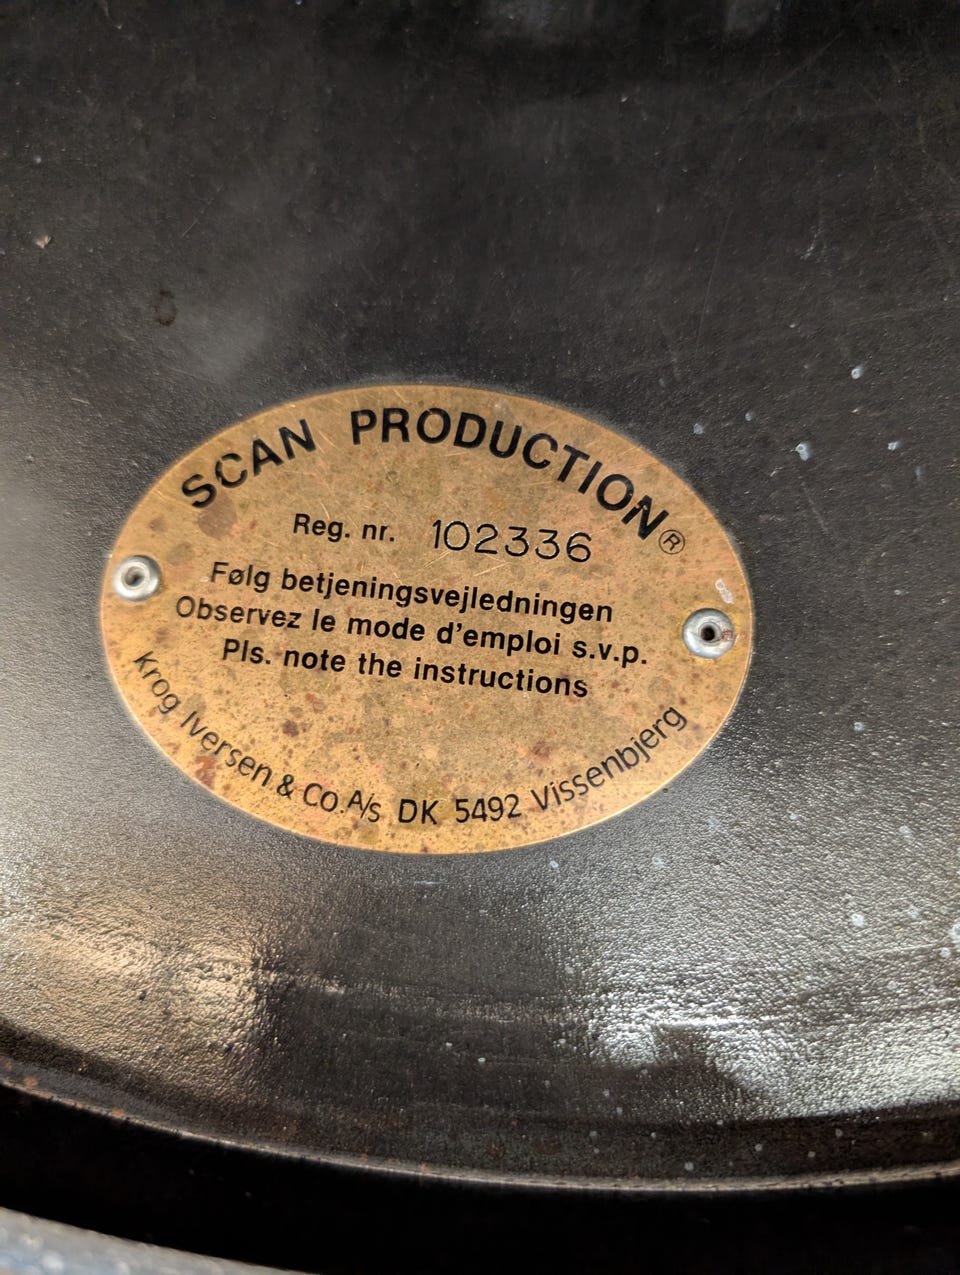 SCAN PRODUCTION®
Reg. nr. 102336
Følg betjeningsvejledningen
Observez le mode d'emploi s.v.p.
Pls. note the instructions
Krog Iversen & Co. A/s DK 5492 Vissenbjerg